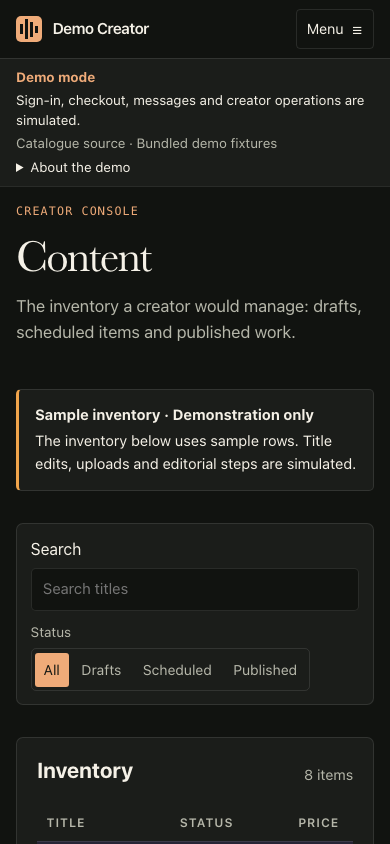 Demo Creator
Menu ≡
Demo mode
Sign-in, checkout, messages and creator operations are
simulated.
Catalogue source · Bundled demo fixtures
▶ About the demo
CREATOR CONSOLE
Content
The inventory a creator would manage: drafts,
scheduled items and published work.
Sample inventory · Demonstration only
The inventory below uses sample rows. Title
edits, uploads and editorial steps are simulated.
Search
Search titles
Status
All Drafts Scheduled Published
Inventory
8 items
TITLE STATUS PRICE